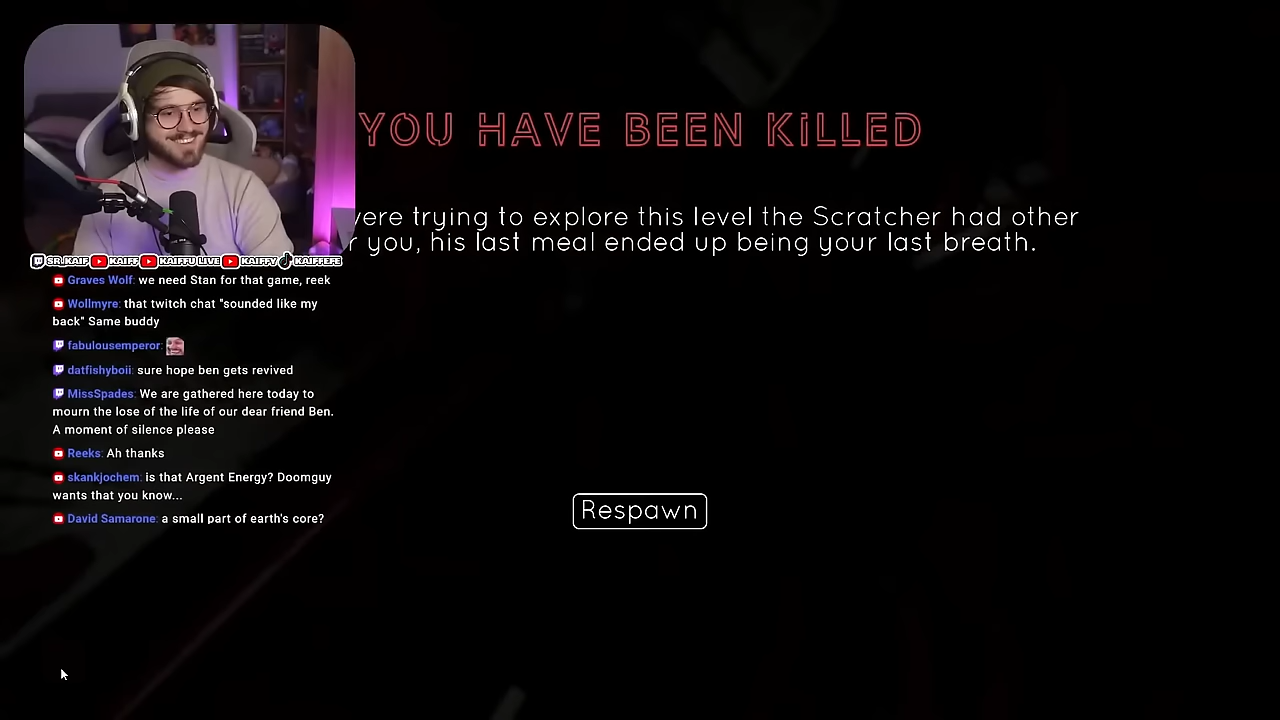 YOU HAVE BEEN KiLLED
were trying to explore this level the Scratcher had other
r you, his last meal ended up being your last breath.
SR.KAIF KAIFF KAIFFU LIVE KAIFFY KAIFFEFS
Graves Wolf: we need Stan for that game, reek
Wollmyre: that twitch chat "sounded like my
back" Same buddy
fabulousemperor:
datfishyboii: sure hope ben gets revived
MissSpades: We are gathered here today to
mourn the lose of the life of our dear friend Ben.
A moment of silence please
Reeks: Ah thanks
skankjochem: is that Argent Energy? Doomguy
wants that you know...
David Samarone: a small part of earth's core?
Respawn